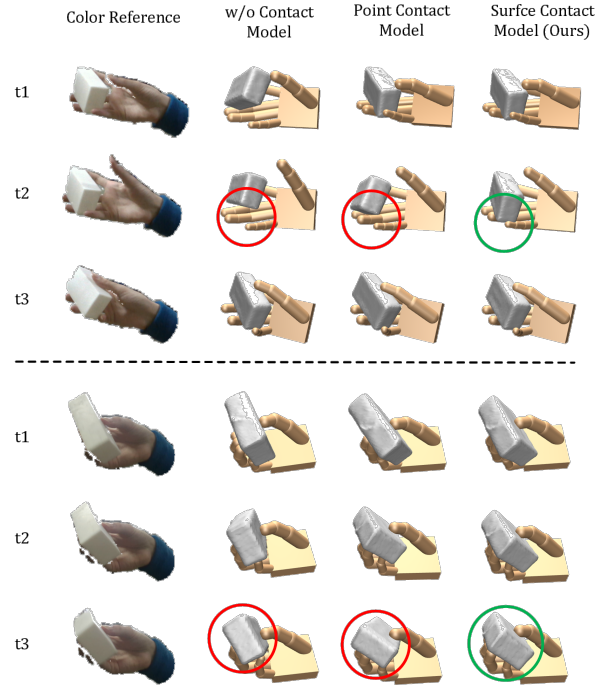 Color Reference
w/o Contact
Model
Point Contact
Model
Surfce Contact
Model (Ours)
t1
t2
t3
t1
t2
t3